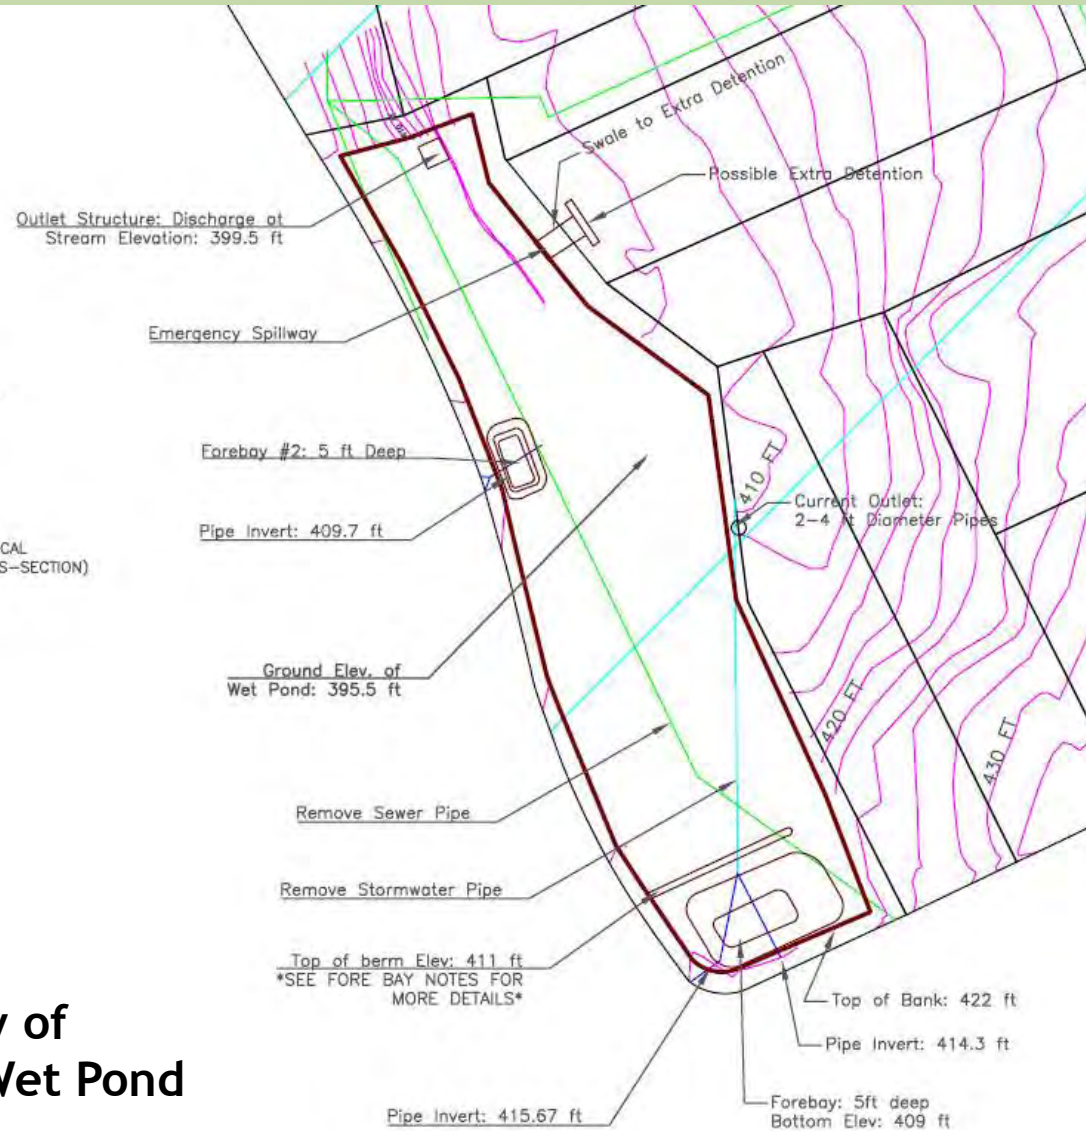 Swale to Extra Detention
Possible Extra Detention
Outlet Structure: Discharge at
Stream Elevation: 399.5 ft
Emergency Spillway
Forebay #2: 5 ft Deep
410 FT
Current Outlet:
2-4 ft Diameter Pipes
Pipe Invert: 409.7 ft
CAL
S-SECTION)
Ground Elev. of
Wet Pond: 395.5 ft
420 FT
430 FT
Remove Sewer Pipe
Remove Stormwater Pipe
Top of berm Elev: 411 ft
*SEE FORE BAY NOTES FOR
MORE DETAILS*
Top of Bank: 422 ft
Pipe Invert: 414.3 ft
Forebay: 5ft deep
Bottom Elev: 409 ft
Pipe Invert: 415.67 ft
of
Wet Pond